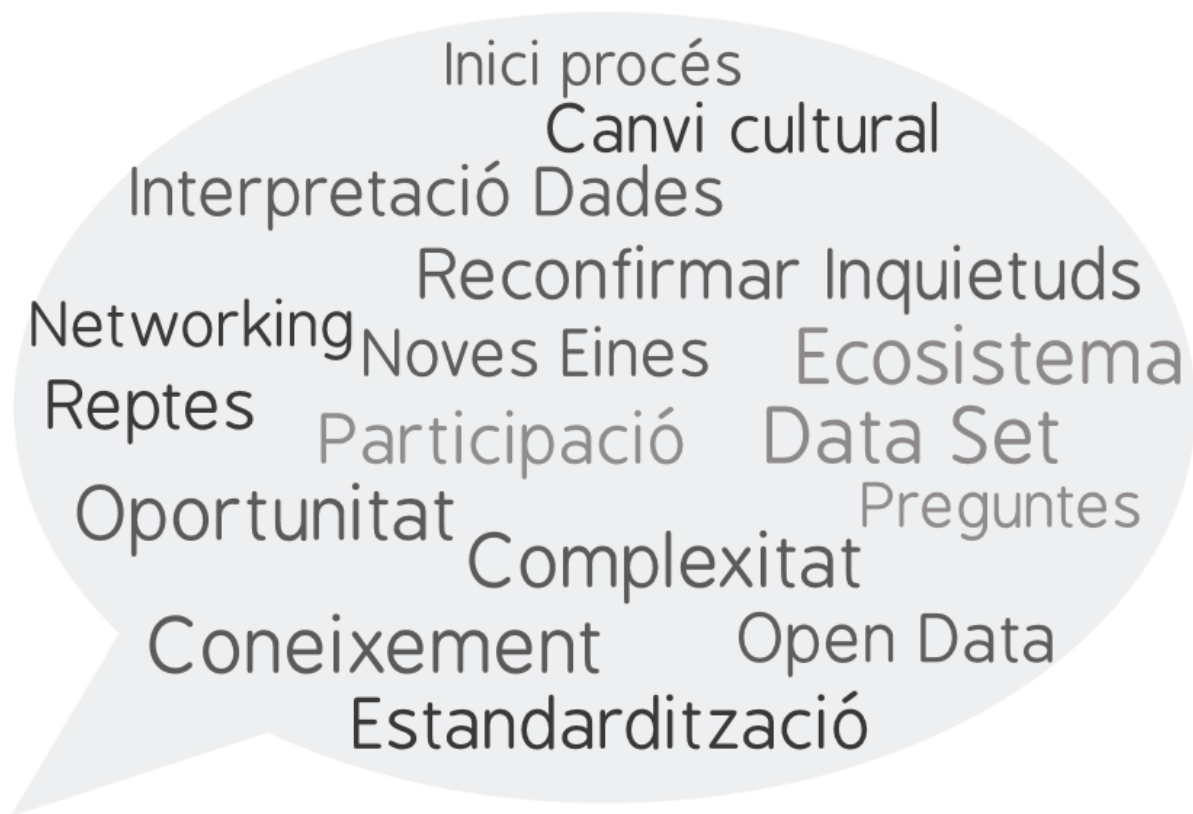 Inici procés
Canvi cultural
Interpretació Dades
Reconfirmar Inquietuds
Networking
Noves Eines
Ecosistema
Reptes
Participació
Data Set
Oportunitat
Preguntes
Complexitat
Coneixement
Open Data
Estandardització